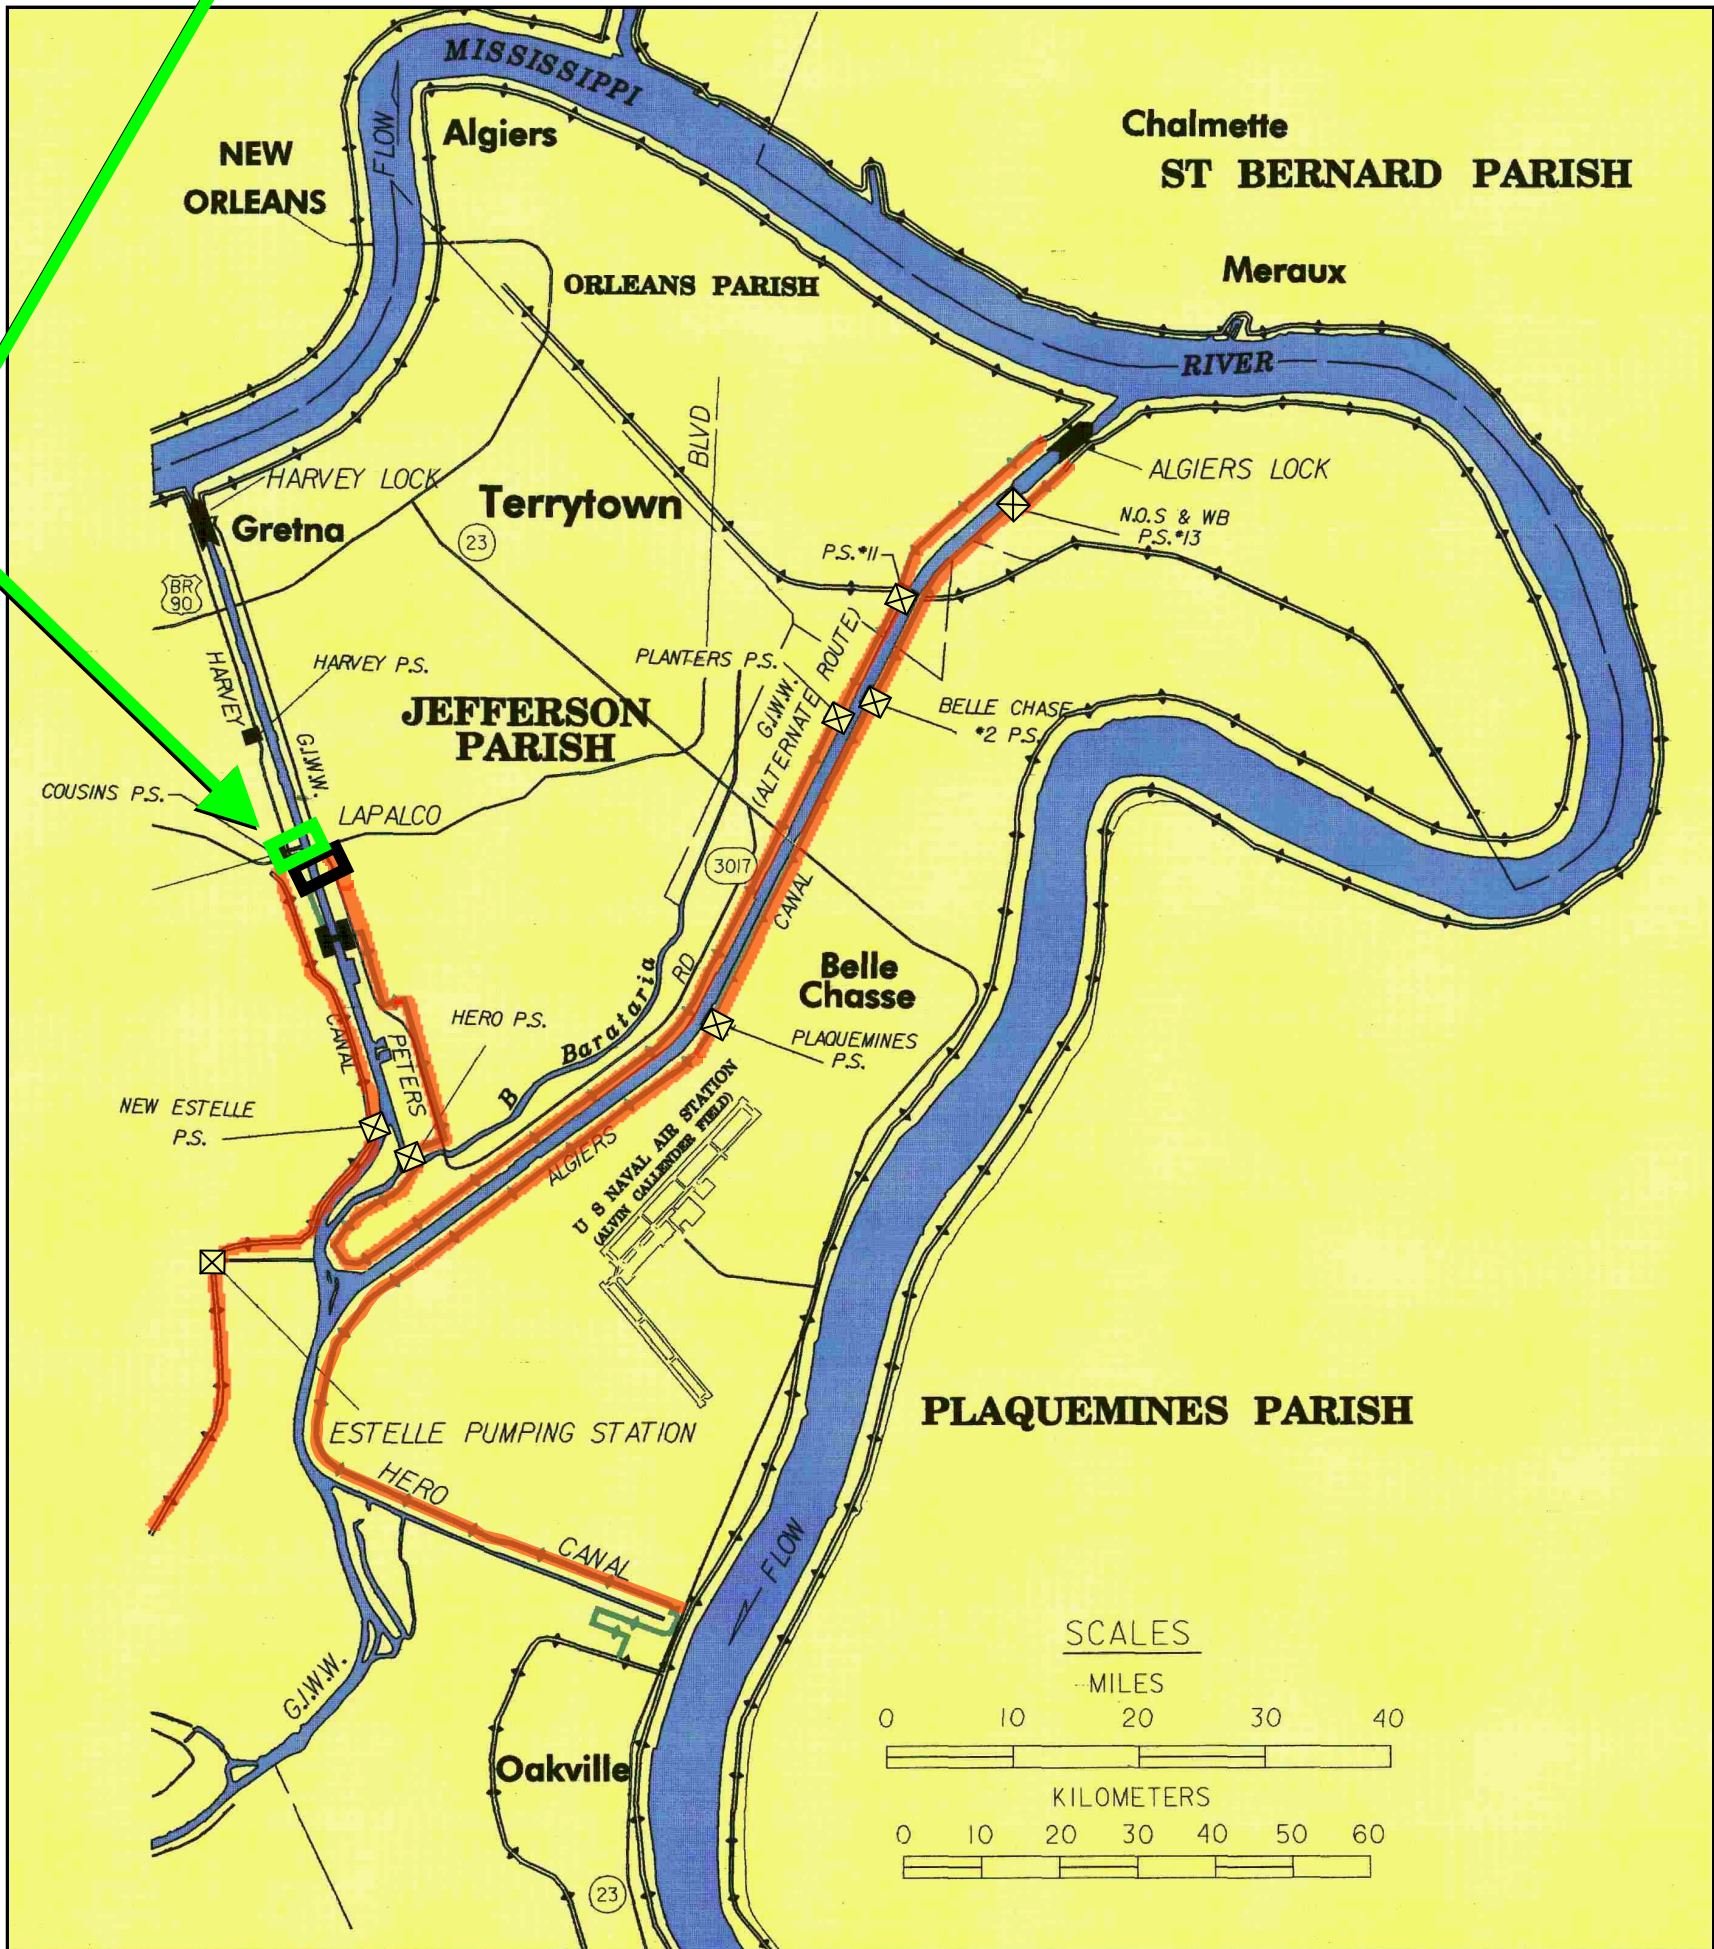 MISSISSIPPI
FLOW
Algiers
NEW
ORLEANS
Chalmette
ST BERNARD PARISH
Meraux
ORLEANS PARISH
RIVER
HARVEY LOCK
Gretna
Terrytown
BLVD
ALGIERS LOCK
23
N.O.S & WB
P.S.#13
P.S.#11
BR
90
HARVEY
HARVEY P.S.
PLANTERS P.S.
G.I.W.W.
(ALTERNATE ROUTE)
JEFFERSON
PARISH
BELLE CHASE
#2 P.S.
G.I.W.W.
COUSINS P.S.
LAPALCO
3017
CANAL
RD
Belle
Chasse
B Barataria
HERO P.S.
CANAL
PETERS
PLAQUEMINES
P.S.
NEW ESTELLE
P.S.
ALGIERS
U S NAVAL AIR STATION
(ALVIN CALLENDER FIELD)
PLAQUEMINES PARISH
ESTELLE PUMPING STATION
HERO
CANAL
FLOW
G.I.W.W.
Oakville
23
SCALES
MILES
0 10 20 30 40
KILOMETERS
0 10 20 30 40 50 60